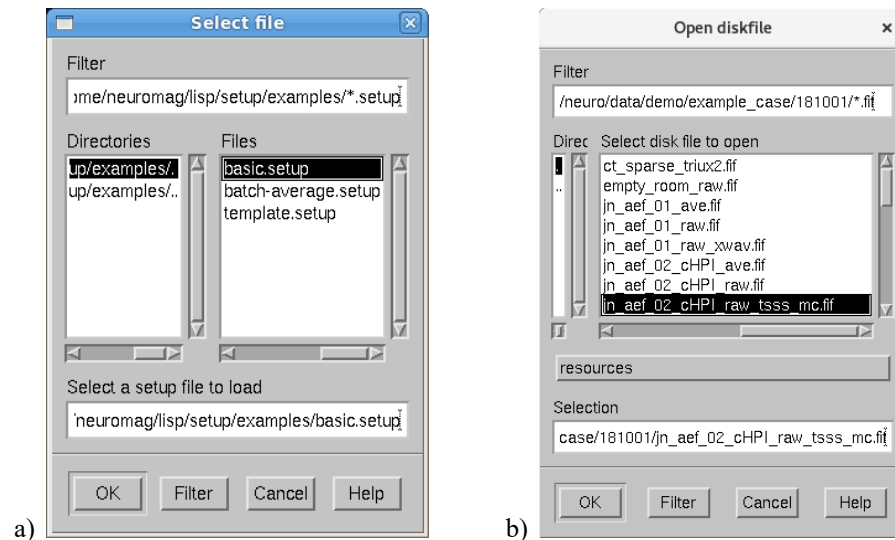 Select file
Filter
ome/neuromag/lisp/setup/examples/*.setup
Directories Files
up/examples/. basic.setup
up/examples/.. batch-average.setup
template.setup
Select a setup file to load
neuromag/lisp/setup/examples/basic.setup
OK Filter Cancel Help
a)
Open diskfile
Filter
/neuro/data/demo/example_case/181001/*.fif
Direc Select disk file to open
. ct_sparse_triux2.fif
.. empty_room_raw.fif
jn_aef_01_ave.fif
jn_aef_01_raw.fif
jn_aef_01_raw_xwav.fif
jn_aef_02_cHPI_ave.fif
jn_aef_02_cHPI_raw.fif
jn_aef_02_cHPI_raw_tsss_mc.fif
resources
Selection
case/181001/jn_aef_02_cHPI_raw_tsss_mc.fif
OK Filter Cancel Help
b)